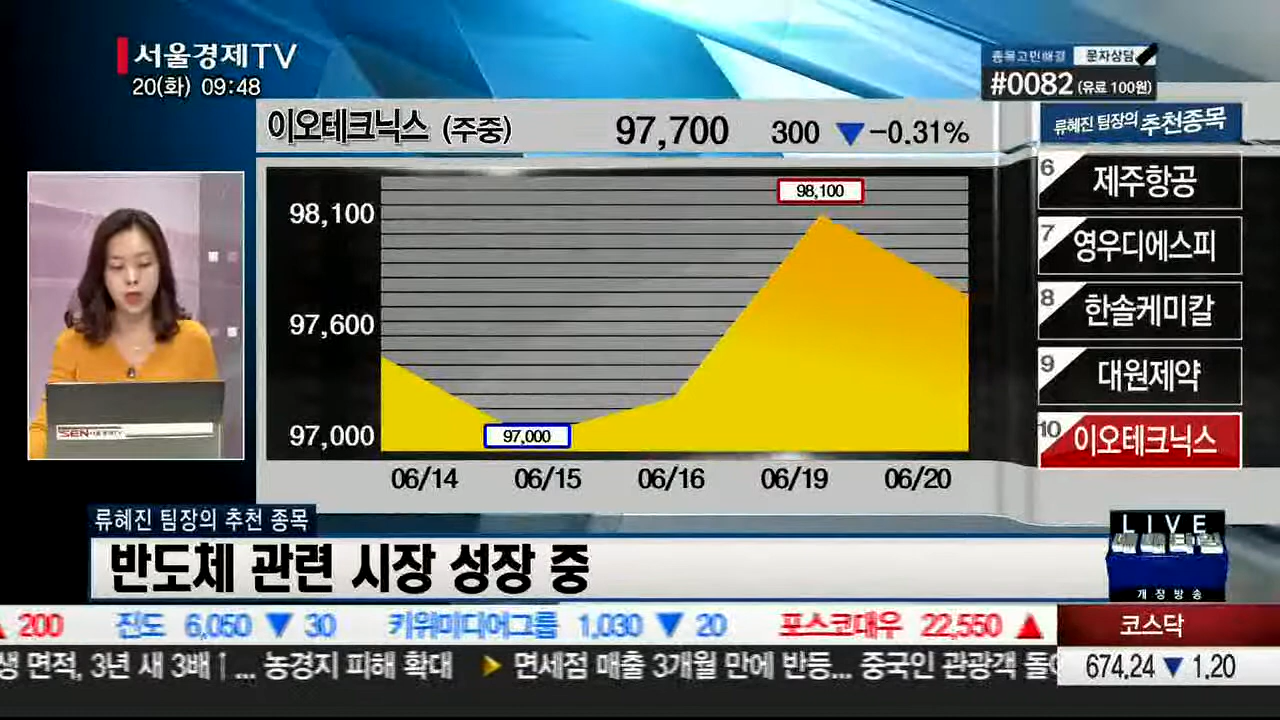 서울경제TV
20(화) 09:48
종목고민해결 문자상담
#0082 (유료 100원)
이오테크닉스 (주중) 97,700 300 ▼ -0.31%
류혜진 팀장의 추천종목
6 제주항공
7 영우디에스피
8 한솔케미칼
9 대원제약
10 이오테크닉스
98,100
97,600
97,000
98,100
97,000
06/14 06/15 06/16 06/19 06/20
SEN 서울경제TV
류혜진 팀장의 추천 종목
반도체 관련 시장 성장 중
LIVE
개장방송
▲ 200 진도 6,050 ▼ 30 키위미디어그룹 1,030 ▼ 20 포스코대우 22,550 ▲
코스닥
생 면적, 3년 새 3배↑... 농경지 피해 확대 ▶ 면세점 매출 3개월 만에 반등... 중국인 관광객
674.24 ▼ 1.20